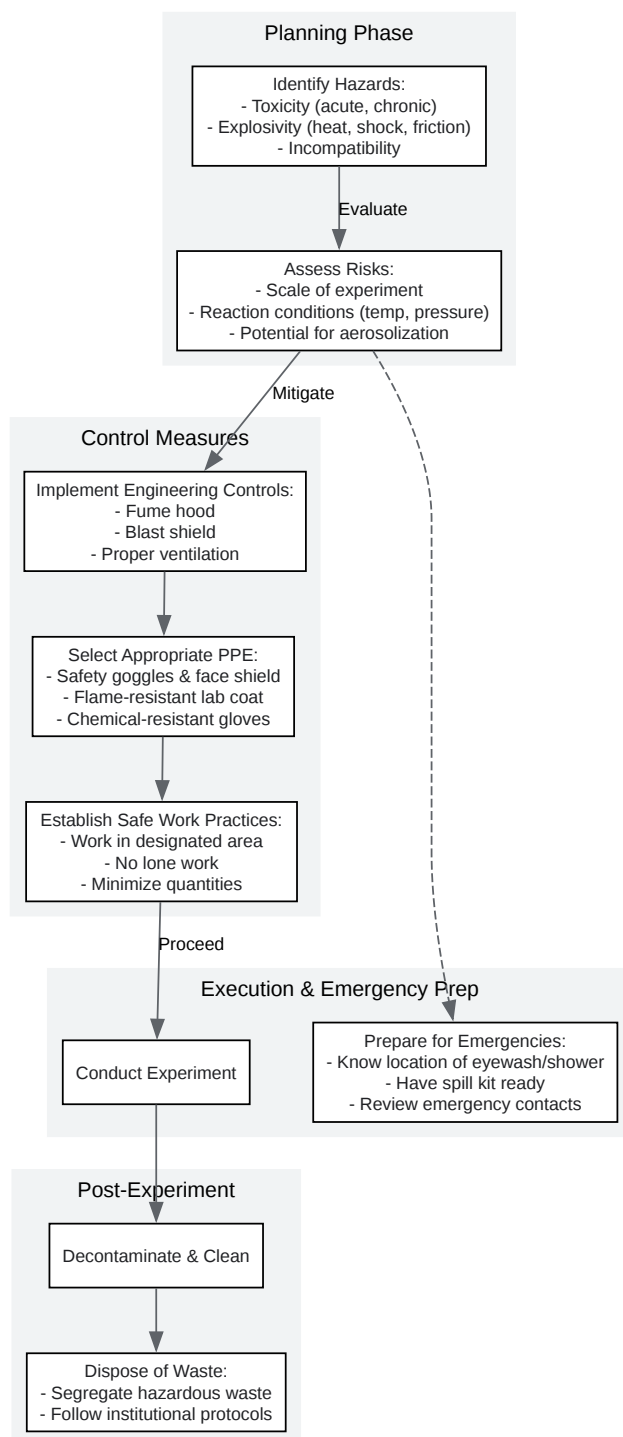 Planning Phase
Identify Hazards:
- Toxicity (acute, chronic)
- Explosivity (heat, shock, friction)
- Incompatibility
Evaluate
Assess Risks:
- Scale of experiment
- Reaction conditions (temp, pressure)
- Potential for aerosolization
Mitigate
Control Measures
Implement Engineering Controls:
- Fume hood
- Blast shield
- Proper ventilation
Select Appropriate PPE:
- Safety goggles & face shield
- Flame-resistant lab coat
- Chemical-resistant gloves
Establish Safe Work Practices:
- Work in designated area
- No lone work
- Minimize quantities
Proceed
Execution & Emergency Prep
Conduct Experiment
Prepare for Emergencies:
- Know location of eyewash/shower
- Have spill kit ready
- Review emergency contacts
Post-Experiment
Decontaminate & Clean
Dispose of Waste:
- Segregate hazardous waste
- Follow institutional protocols